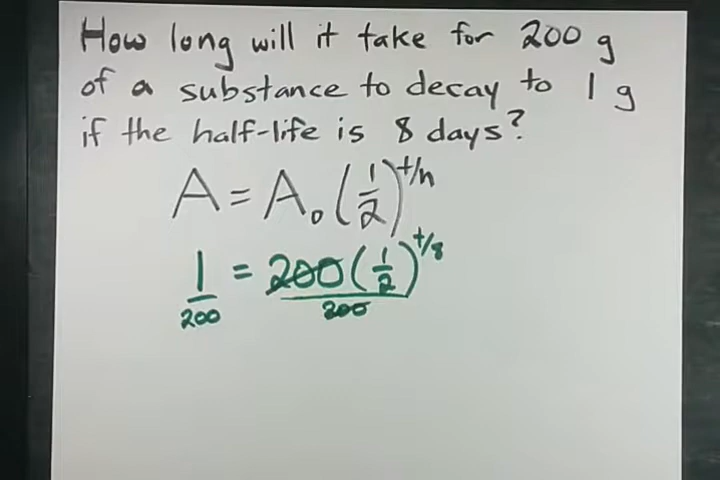 How long will it take for 200 g
of a substance to decay to 1 g
if the half-life is 8 days?
A = A₀ (1/2)^t/h
1/200 = 200 (1/2)^t/8 / 200